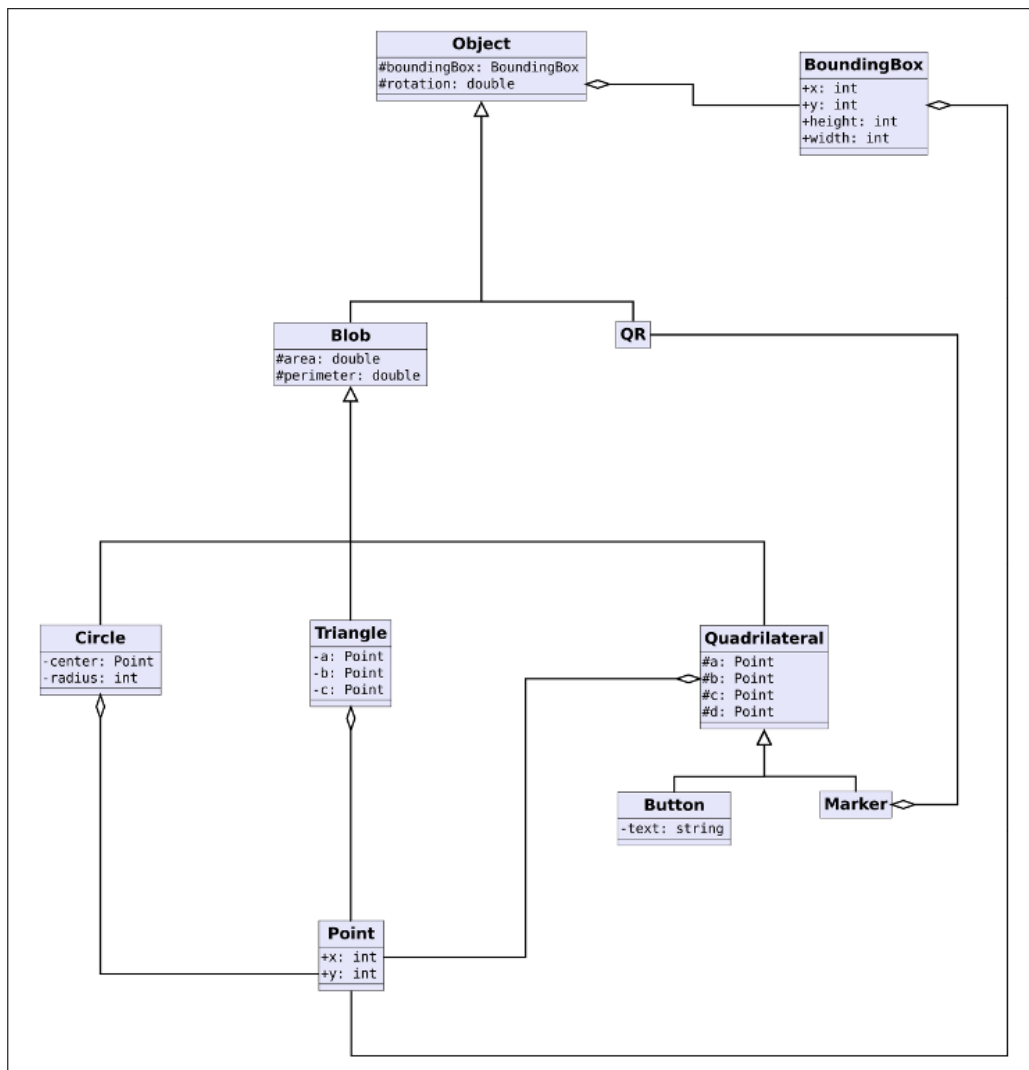 Object
#boundingBox: BoundingBox
#rotation: double
BoundingBox
+x: int
+y: int
+height: int
+width: int
Blob
#area: double
#perimeter: double
QR
Circle
-center: Point
-radius: int
Triangle
-a: Point
-b: Point
-c: Point
Quadrilateral
#a: Point
#b: Point
#c: Point
#d: Point
Button
-text: string
Marker
Point
+x: int
+y: int